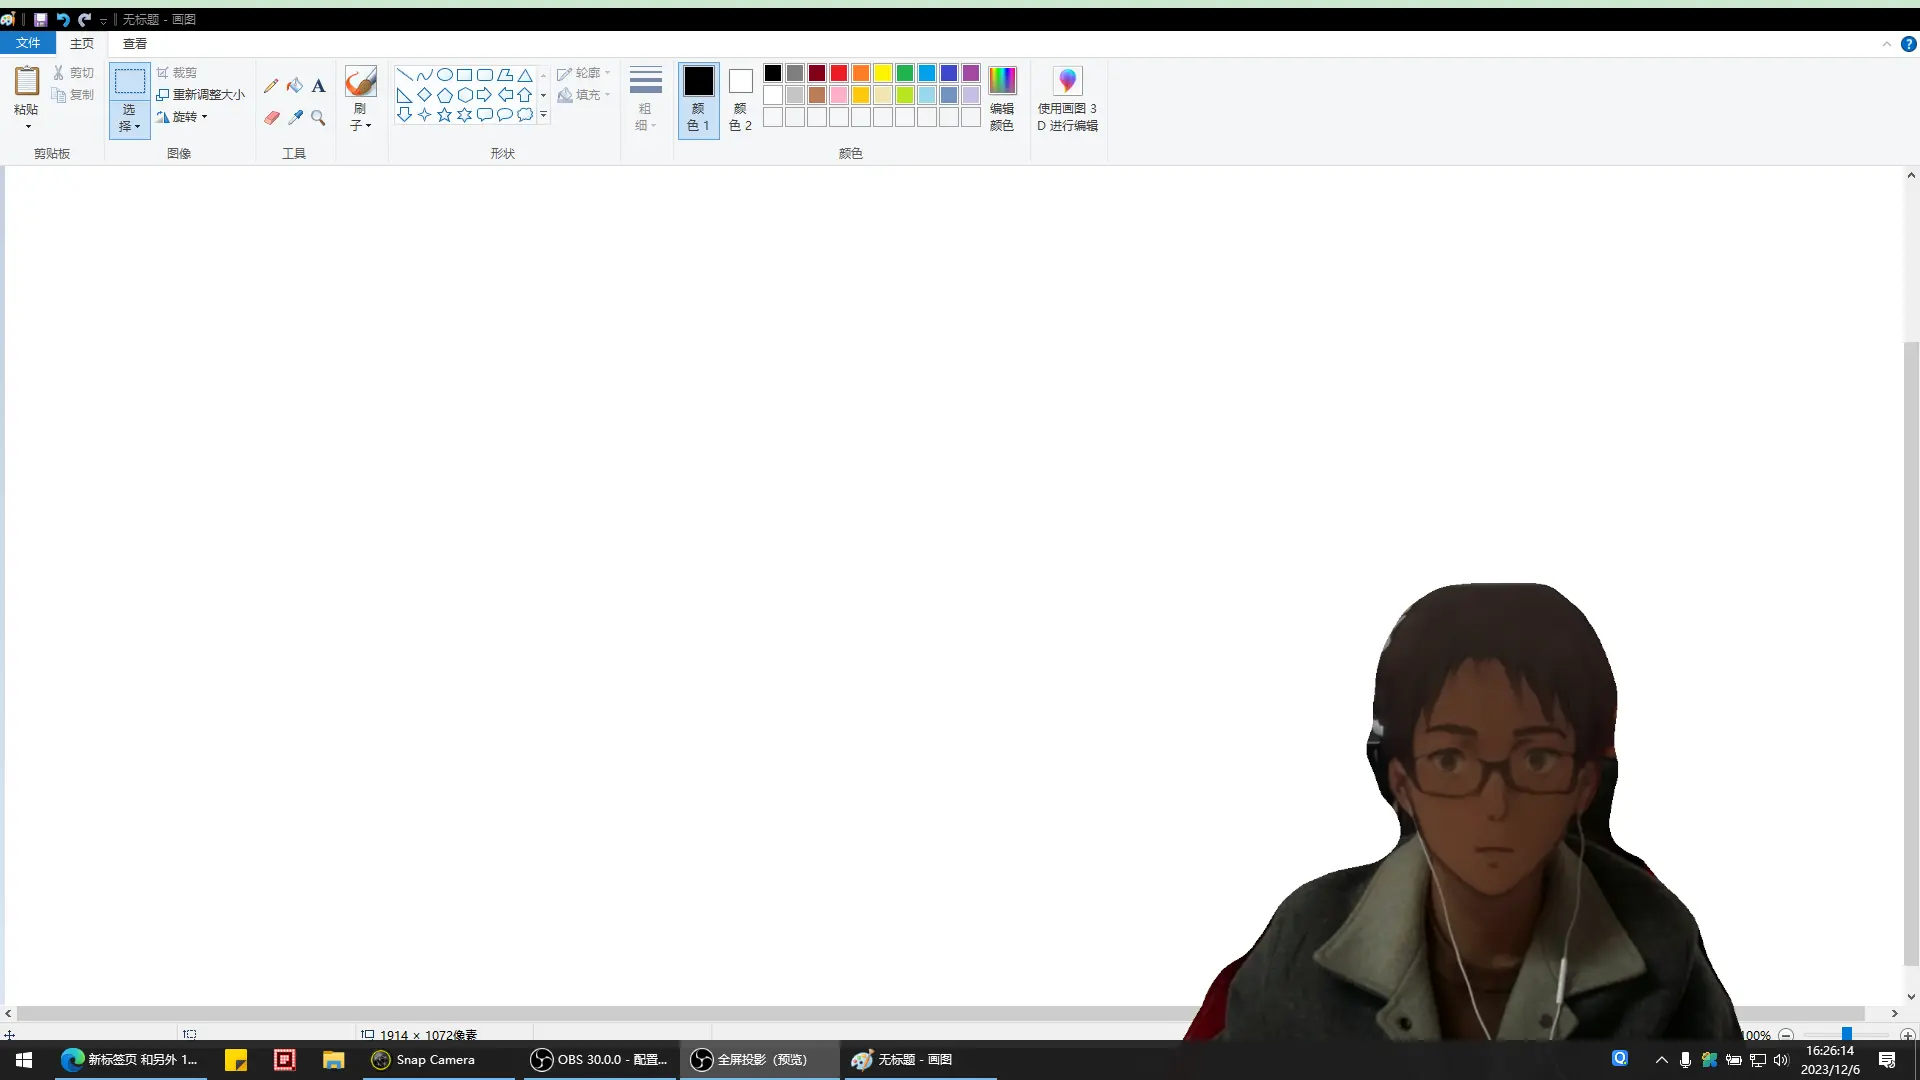 无标题 - 画图
文件 主页 查看
粘贴 剪切 复制
选择
裁剪
重新调整大小
旋转
A
刷子
轮廓
填充
粗细
颜色 1
颜色 2
编辑颜色
使用画图 3D 进行编辑
剪贴板 图像 工具 形状 颜色
1914 × 1072像素
100%
新标签页 和另外 1...
Snap Camera
OBS 30.0.0 - 配置...
全屏投影（预览）
无标题 - 画图
16:26:14
2023/12/6